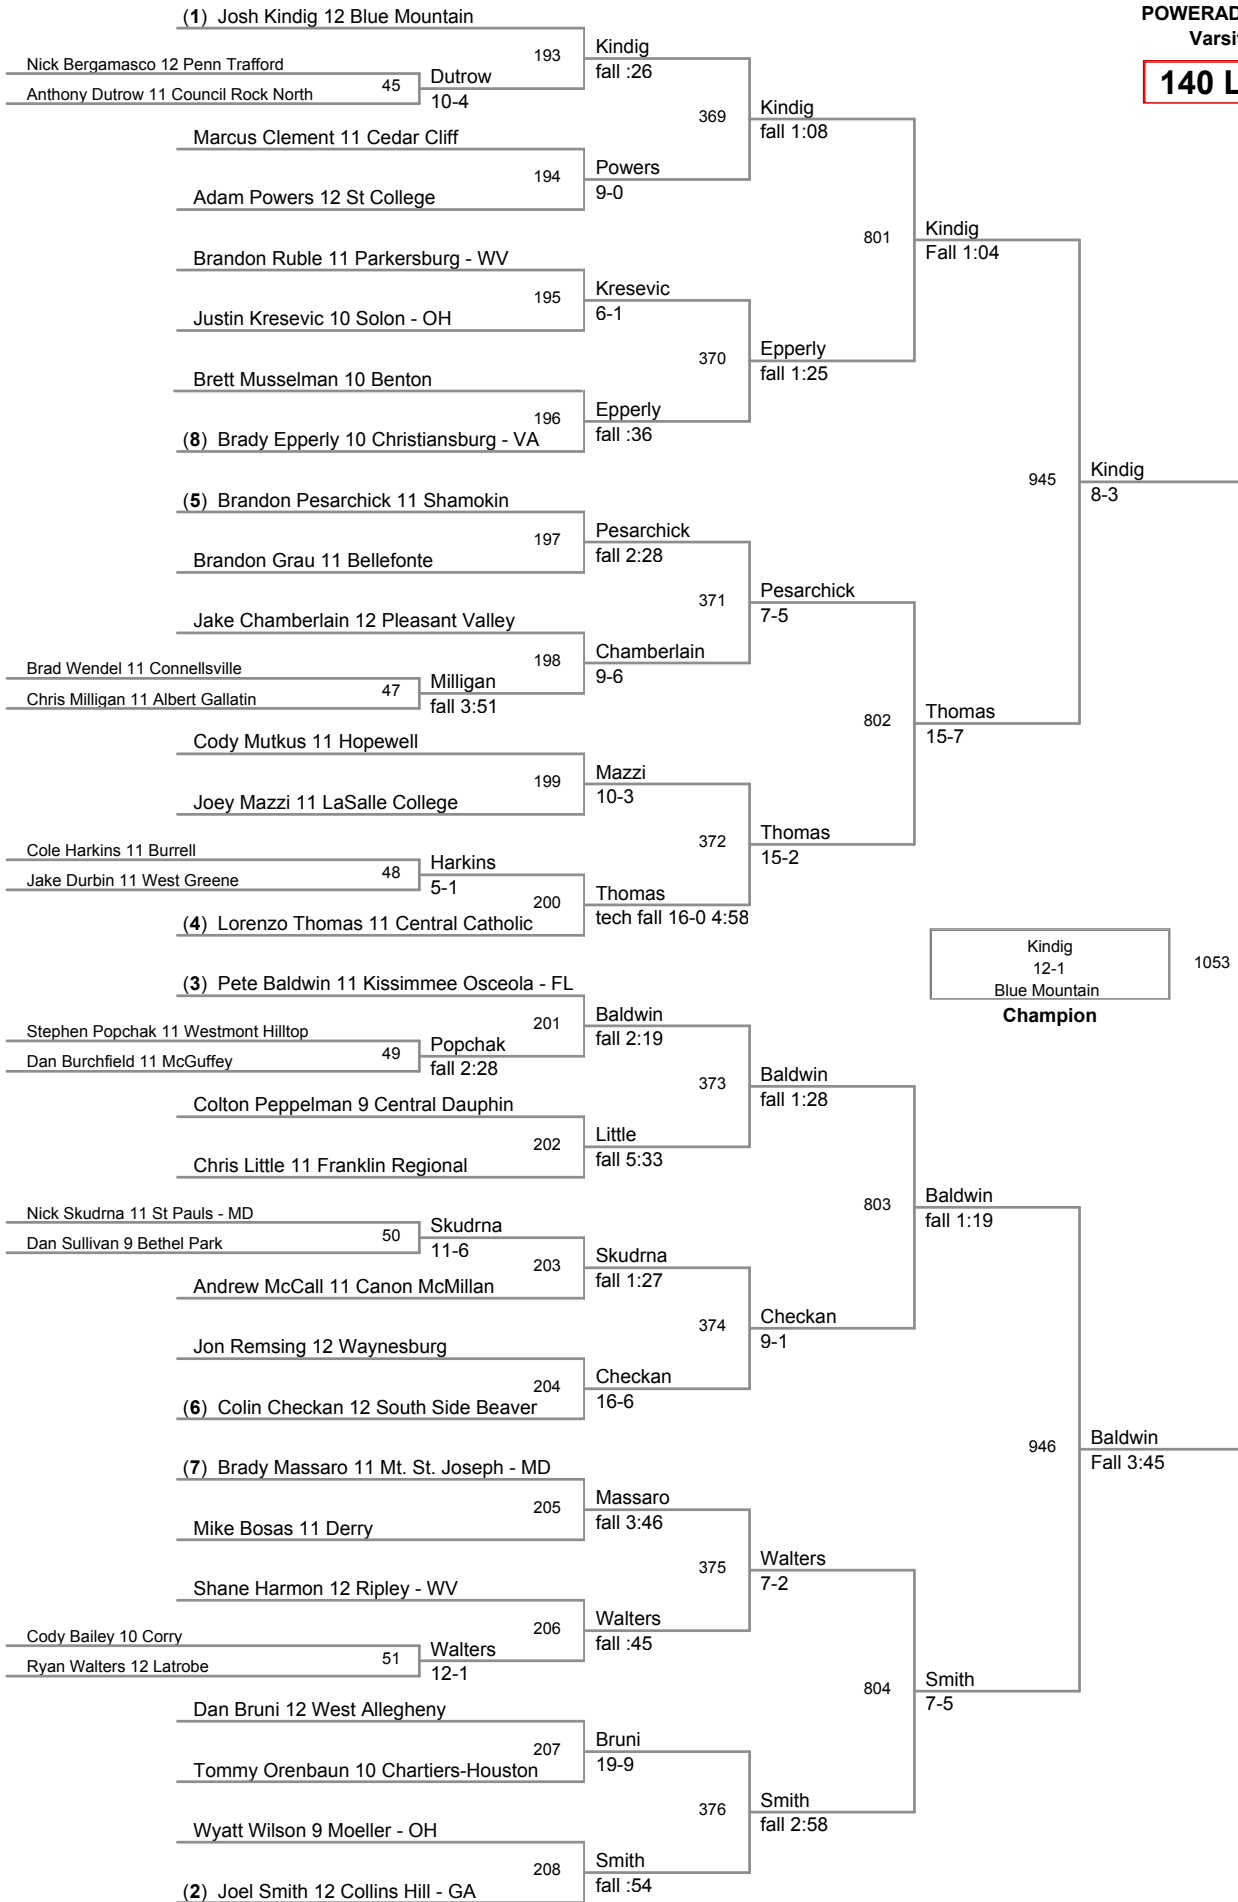 POWERAD
Varsit
140 L
(1) Josh Kindig 12 Blue Mountain
193
Kindig
fall :26
Nick Bergamasco 12 Penn Trafford
45
Dutrow
10-4
Anthony Dutrow 11 Council Rock North
369
Kindig
fall 1:08
Marcus Clement 11 Cedar Cliff
194
Powers
9-0
Adam Powers 12 St College
801
Kindig
Fall 1:04
Brandon Ruble 11 Parkersburg - WV
195
Kresevic
6-1
Justin Kresevic 10 Solon - OH
370
Epperly
fall 1:25
Brett Musselman 10 Benton
196
Epperly
fall :36
(8) Brady Epperly 10 Christiansburg - VA
945
Kindig
8-3
(5) Brandon Pesarchick 11 Shamokin
197
Pesarchick
fall 2:28
Brandon Grau 11 Bellefonte
371
Pesarchick
7-5
Jake Chamberlain 12 Pleasant Valley
198
Chamberlain
9-6
Brad Wendel 11 Connellsville
47
Milligan
fall 3:51
Chris Milligan 11 Albert Gallatin
802
Thomas
15-7
Cody Mutkus 11 Hopewell
199
Mazzi
10-3
Joey Mazzi 11 LaSalle College
372
Thomas
15-2
Cole Harkins 11 Burrell
48
Harkins
5-1
Jake Durbin 11 West Greene
200
Thomas
tech fall 16-0 4:58
(4) Lorenzo Thomas 11 Central Catholic
Kindig
12-1
Blue Mountain
1053
Champion
(3) Pete Baldwin 11 Kissimmee Osceola - FL
201
Baldwin
fall 2:19
Stephen Popchak 11 Westmont Hilltop
49
Popchak
fall 2:28
Dan Burchfield 11 McGuffey
373
Baldwin
fall 1:28
Colton Peppelman 9 Central Dauphin
202
Little
fall 5:33
Chris Little 11 Franklin Regional
803
Baldwin
fall 1:19
Nick Skudrna 11 St Pauls - MD
50
Skudrna
11-6
Dan Sullivan 9 Bethel Park
203
Skudrna
fall 1:27
Andrew McCall 11 Canon McMillan
374
Checkan
9-1
Jon Remsing 12 Waynesburg
204
Checkan
16-6
(6) Colin Checkan 12 South Side Beaver
946
Baldwin
Fall 3:45
(7) Brady Massaro 11 Mt. St. Joseph - MD
205
Massaro
fall 3:46
Mike Bosas 11 Derry
375
Walters
7-2
Shane Harmon 12 Ripley - WV
206
Walters
fall :45
Cody Bailey 10 Corry
51
Walters
12-1
Ryan Walters 12 Latrobe
804
Smith
7-5
Dan Bruni 12 West Allegheny
207
Bruni
19-9
Tommy Orenbaun 10 Chartiers-Houston
376
Smith
fall 2:58
Wyatt Wilson 9 Moeller - OH
208
Smith
fall :54
(2) Joel Smith 12 Collins Hill - GA